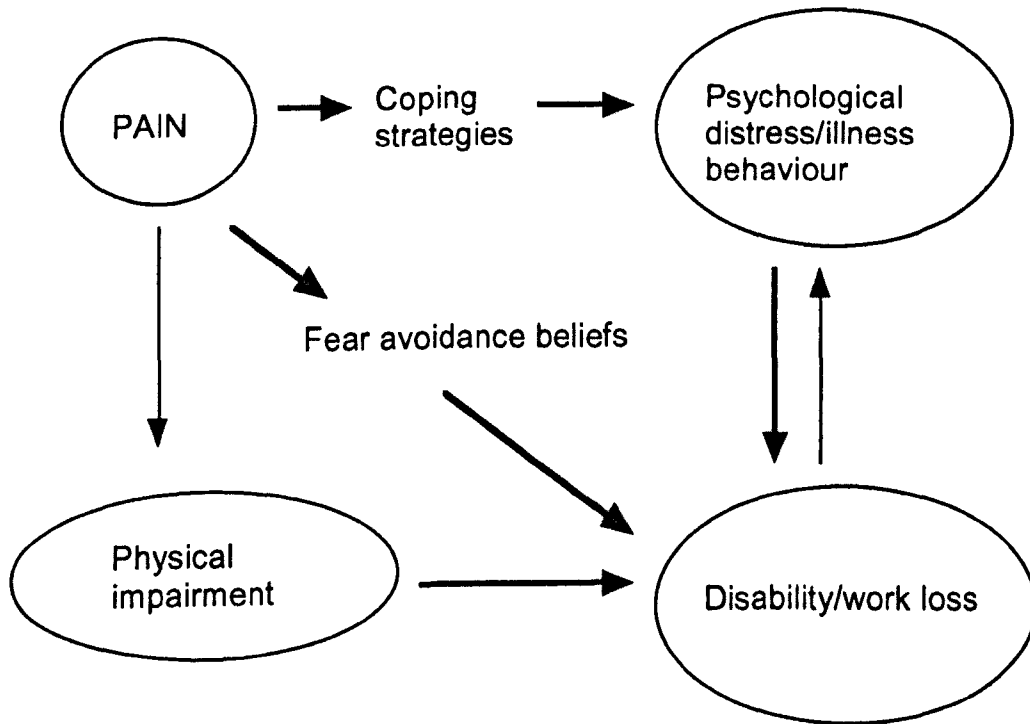 PAIN
Coping
strategies
Psychological
distress/illness
behaviour
Fear avoidance beliefs
Physical
impairment
Disability/work loss